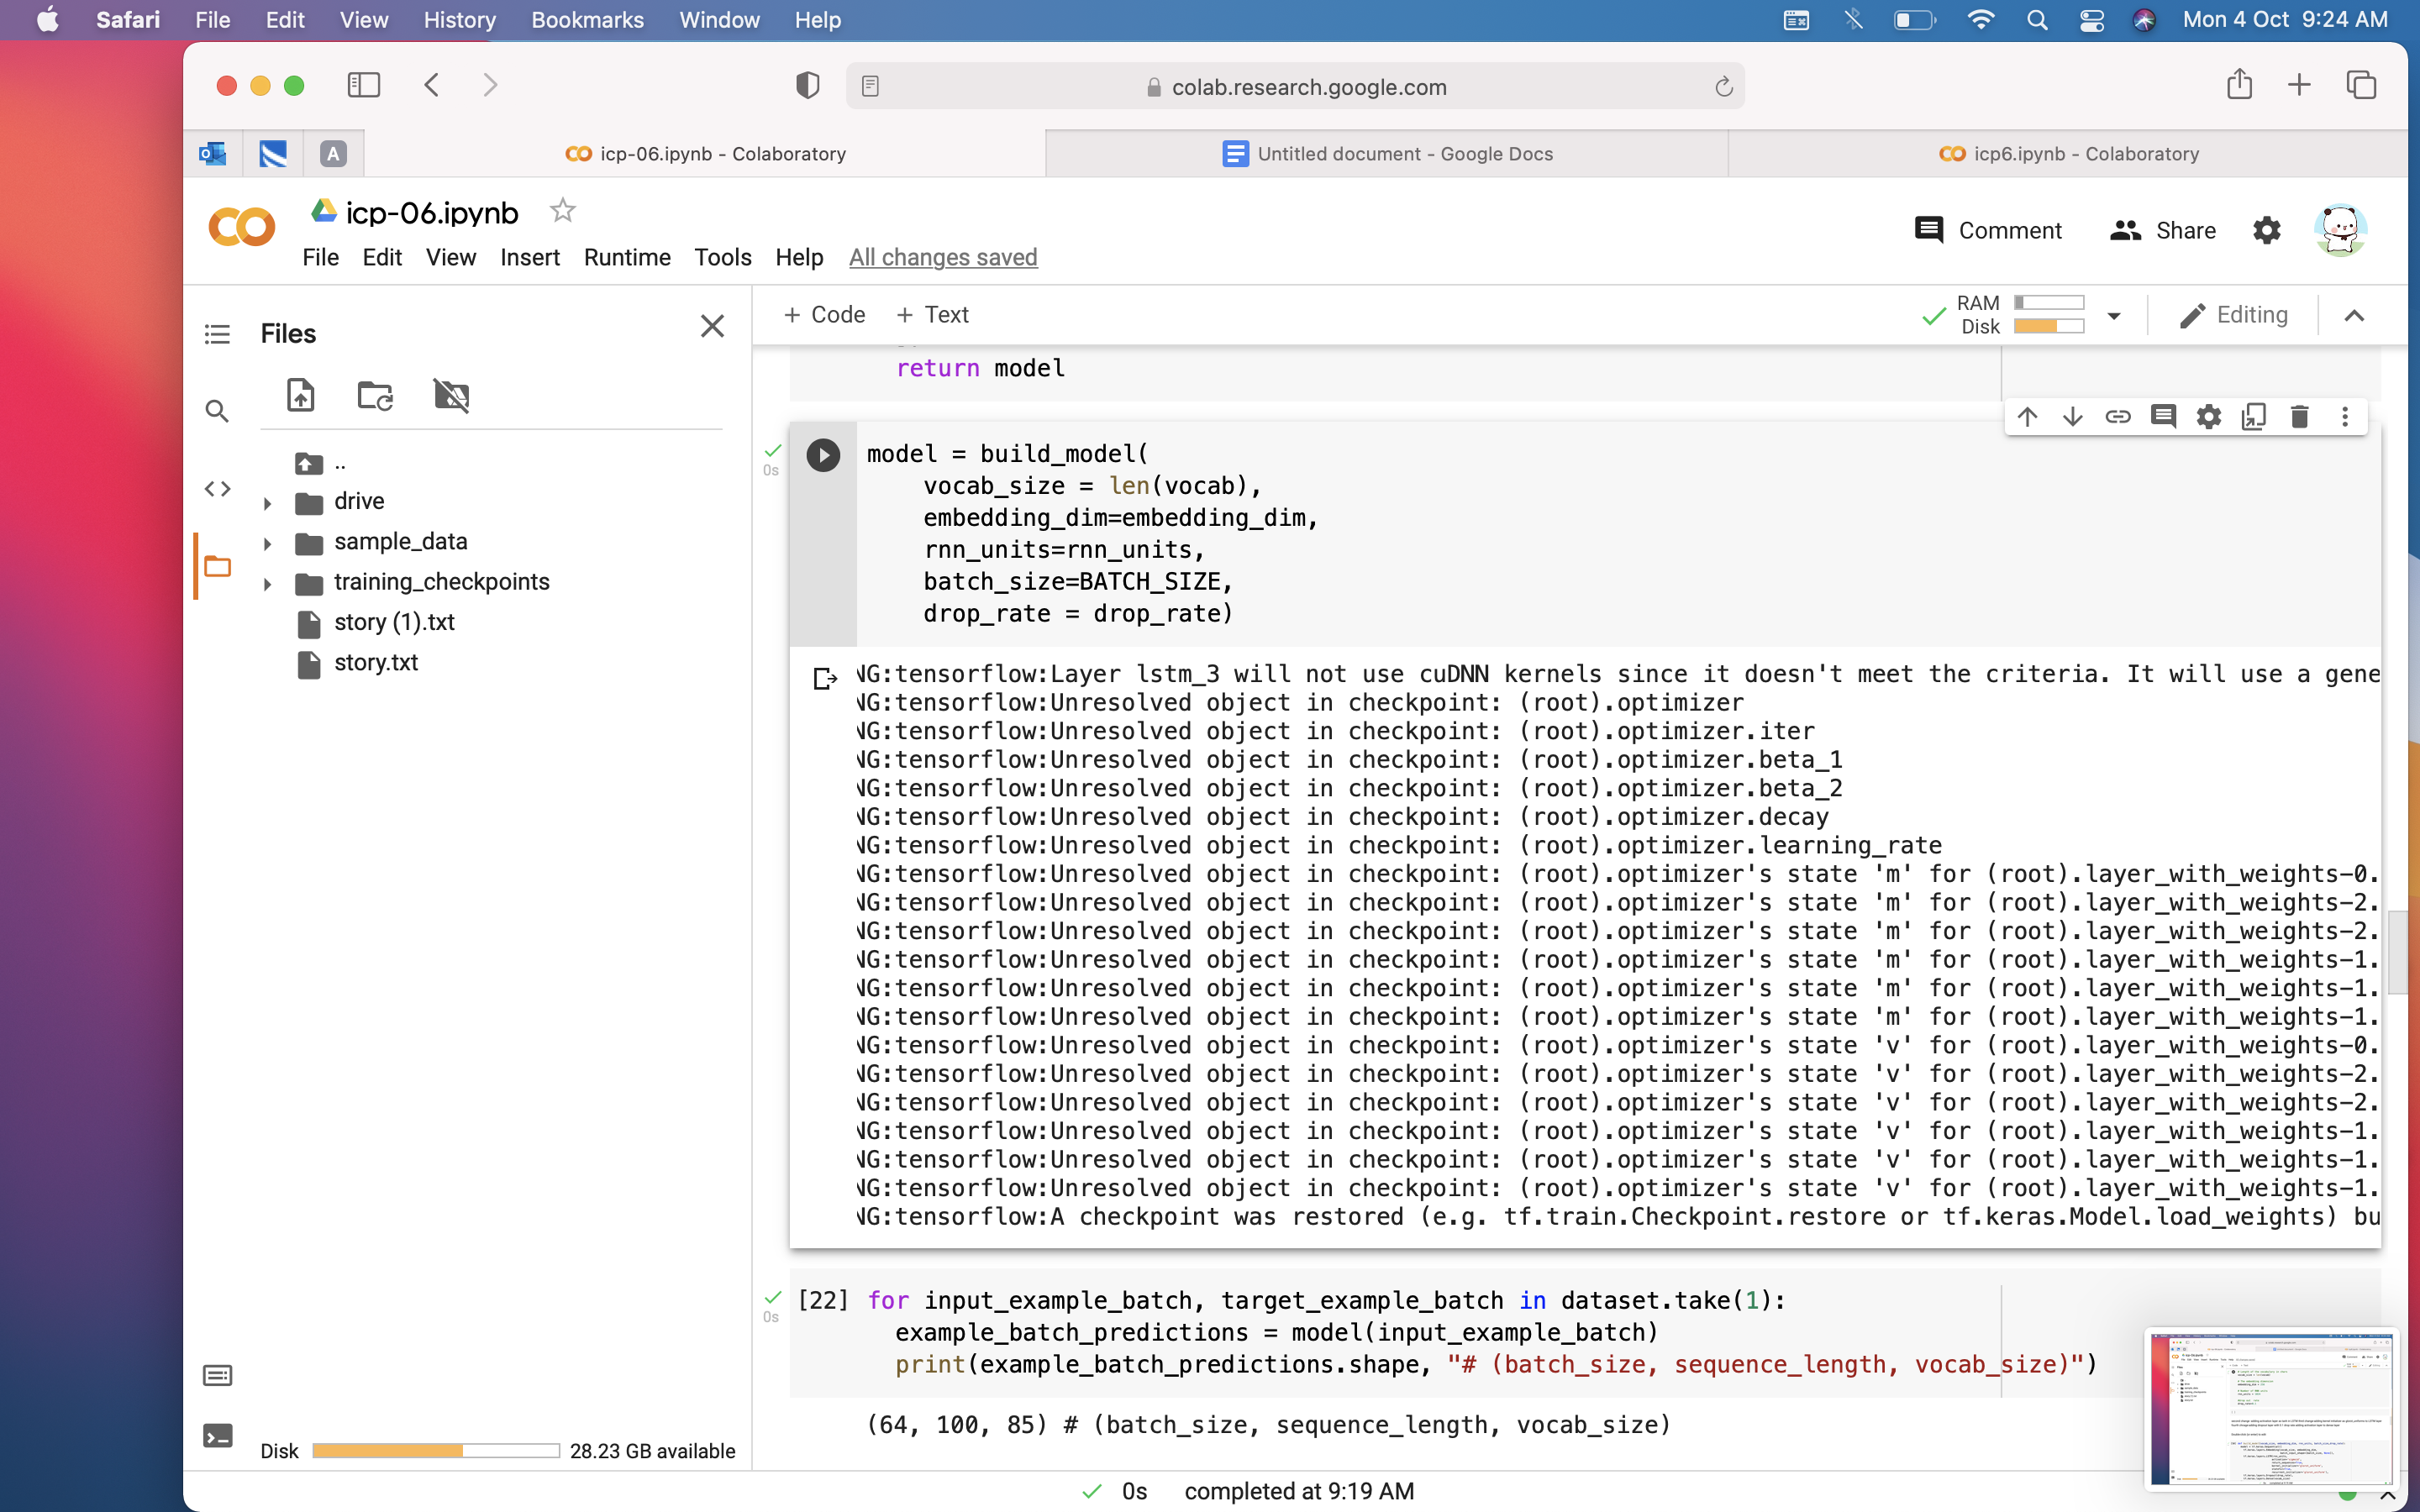 Safari File Edit View History Bookmarks Window Help Mon 4 Oct 9:24 AM
colab.research.google.com
A icp-06.ipynb - Colaboratory Untitled document - Google Docs icp6.ipynb - Colaboratory
icp-06.ipynb
Comment Share
File Edit View Insert Runtime Tools Help All changes saved
Files
+ Code + Text
RAM
Disk
Editing
..
drive
sample_data
training_checkpoints
story (1).txt
story.txt
Disk 28.23 GB available
return model
0s
model = build_model(
vocab_size = len(vocab),
embedding_dim=embedding_dim,
rnn_units=rnn_units,
batch_size=BATCH_SIZE,
drop_rate = drop_rate)
NG:tensorflow:Layer lstm_3 will not use cuDNN kernels since it doesn't meet the criteria. It will use a gene
NG:tensorflow:Unresolved object in checkpoint: (root).optimizer
NG:tensorflow:Unresolved object in checkpoint: (root).optimizer.iter
NG:tensorflow:Unresolved object in checkpoint: (root).optimizer.beta_1
NG:tensorflow:Unresolved object in checkpoint: (root).optimizer.beta_2
NG:tensorflow:Unresolved object in checkpoint: (root).optimizer.decay
NG:tensorflow:Unresolved object in checkpoint: (root).optimizer.learning_rate
NG:tensorflow:Unresolved object in checkpoint: (root).optimizer's state 'm' for (root).layer_with_weights-0.
NG:tensorflow:Unresolved object in checkpoint: (root).optimizer's state 'm' for (root).layer_with_weights-2.
NG:tensorflow:Unresolved object in checkpoint: (root).optimizer's state 'm' for (root).layer_with_weights-2.
NG:tensorflow:Unresolved object in checkpoint: (root).optimizer's state 'm' for (root).layer_with_weights-1.
NG:tensorflow:Unresolved object in checkpoint: (root).optimizer's state 'm' for (root).layer_with_weights-1.
NG:tensorflow:Unresolved object in checkpoint: (root).optimizer's state 'm' for (root).layer_with_weights-1.
NG:tensorflow:Unresolved object in checkpoint: (root).optimizer's state 'v' for (root).layer_with_weights-0.
NG:tensorflow:Unresolved object in checkpoint: (root).optimizer's state 'v' for (root).layer_with_weights-2.
NG:tensorflow:Unresolved object in checkpoint: (root).optimizer's state 'v' for (root).layer_with_weights-2.
NG:tensorflow:Unresolved object in checkpoint: (root).optimizer's state 'v' for (root).layer_with_weights-1.
NG:tensorflow:Unresolved object in checkpoint: (root).optimizer's state 'v' for (root).layer_with_weights-1.
NG:tensorflow:Unresolved object in checkpoint: (root).optimizer's state 'v' for (root).layer_with_weights-1.
NG:tensorflow:A checkpoint was restored (e.g. tf.train.Checkpoint.restore or tf.keras.Model.load_weights) bu
0s
[22] for input_example_batch, target_example_batch in dataset.take(1):
example_batch_predictions = model(input_example_batch)
print(example_batch_predictions.shape, "# (batch_size, sequence_length, vocab_size)")
(64, 100, 85) # (batch_size, sequence_length, vocab_size)
0s completed at 9:19 AM